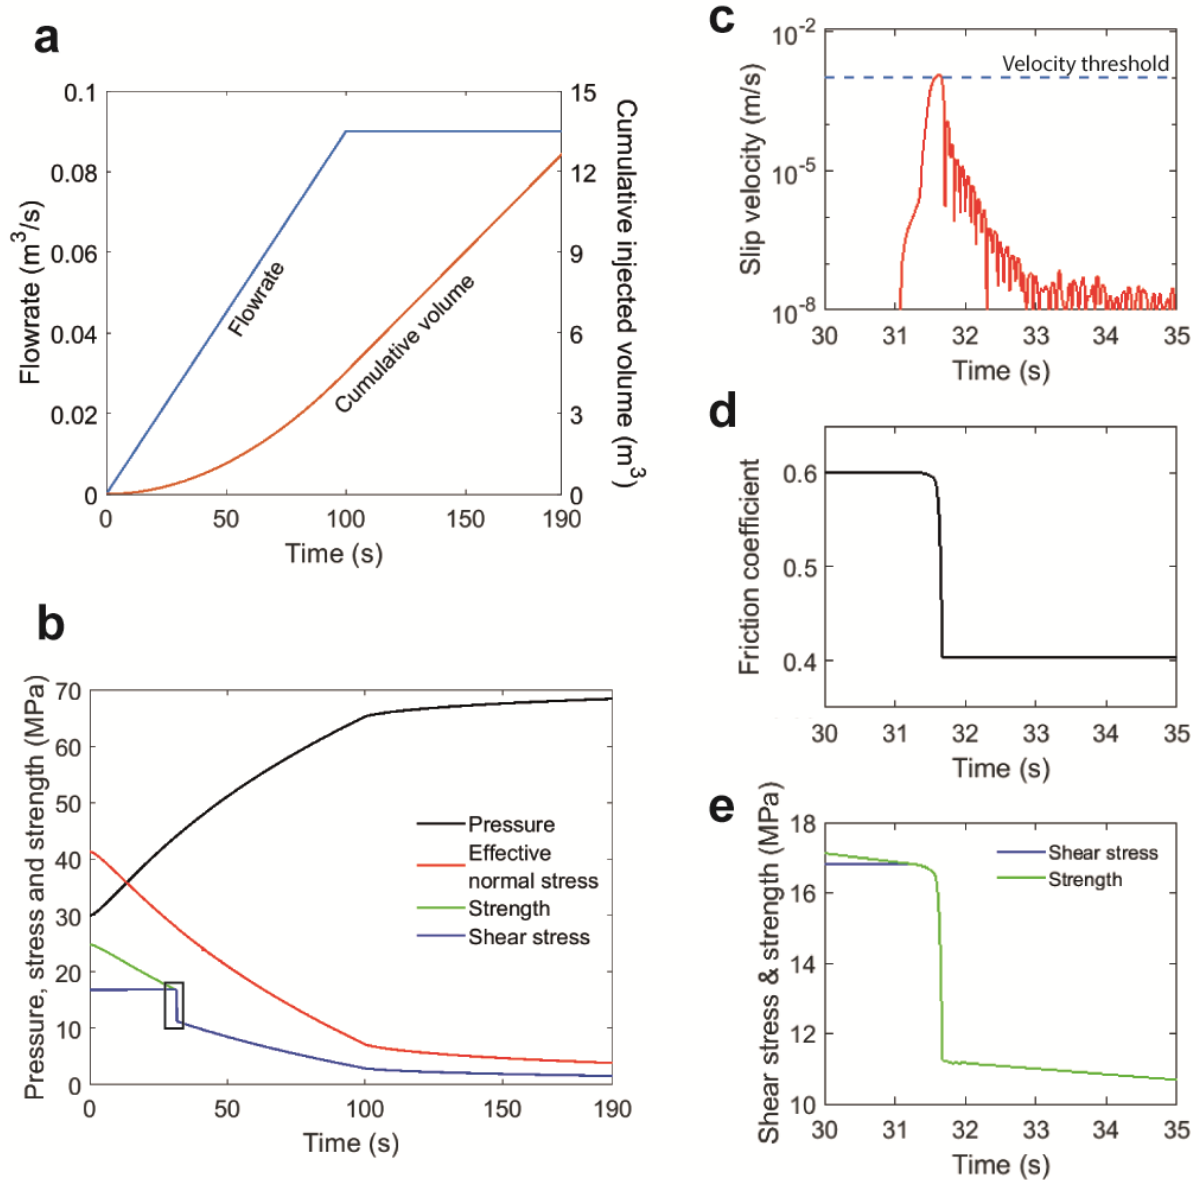 a
0.1
0.08
0.06
0.04
0.02
0
15
12
9
6
3
0
0
50
100
150
190
Flowrate (m³/s)
Cumulative injected volume (m³)
Flowrate
Cumulative volume
Time (s)
b
70
60
50
40
30
20
10
0
0
50
100
150
190
Pressure, stress and strength (MPa)
Pressure
Effective
normal stress
Strength
Shear stress
Time (s)
c
10⁻²
10⁻⁵
10⁻⁸
Velocity threshold
Slip velocity (m/s)
30
31
32
33
34
35
Time (s)
d
0.6
0.5
0.4
Friction coefficient
30
31
32
33
34
35
Time (s)
e
18
16
14
12
10
Shear stress & strength (MPa)
Shear stress
Strength
30
31
32
33
34
35
Time (s)